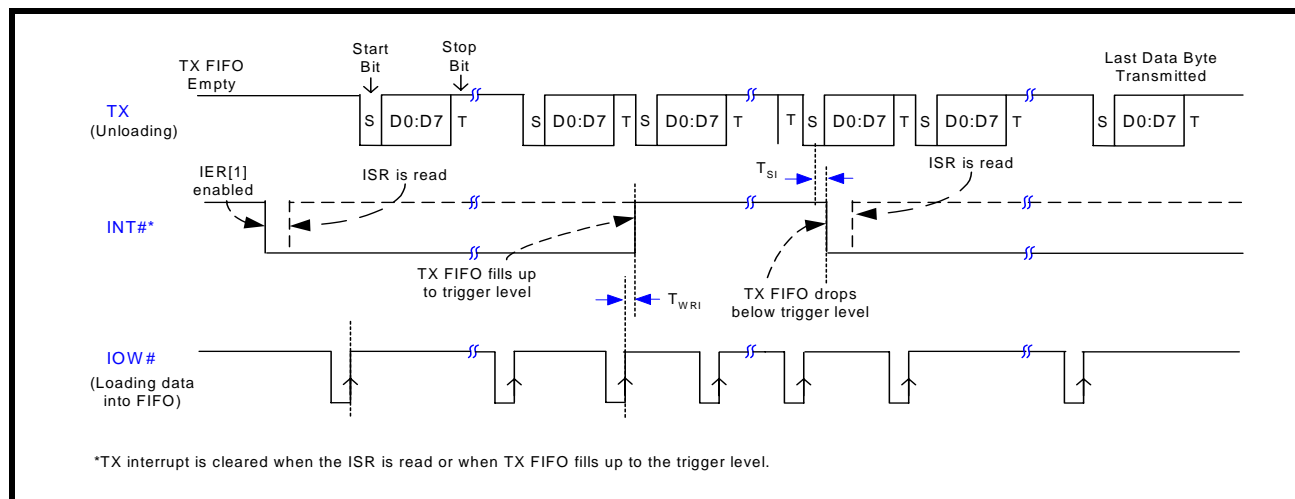 Start
Bit
Stop
Bit
TX FIFO
Empty
Last Data Byte
Transmitted
TX
(Unloading)
S D0:D7 T S D0:D7 T S D0:D7 T T S D0:D7 T S D0:D7 T S D0:D7 T
IER[1]
enabled
ISR is read
TSI
ISR is read
INT#*
TX FIFO fills up
to trigger level
TX FIFO drops
below trigger level
TWRI
IOW#
(Loading data
into FIFO)
*TX interrupt is cleared when the ISR is read or when TX FIFO fills up to the trigger level.